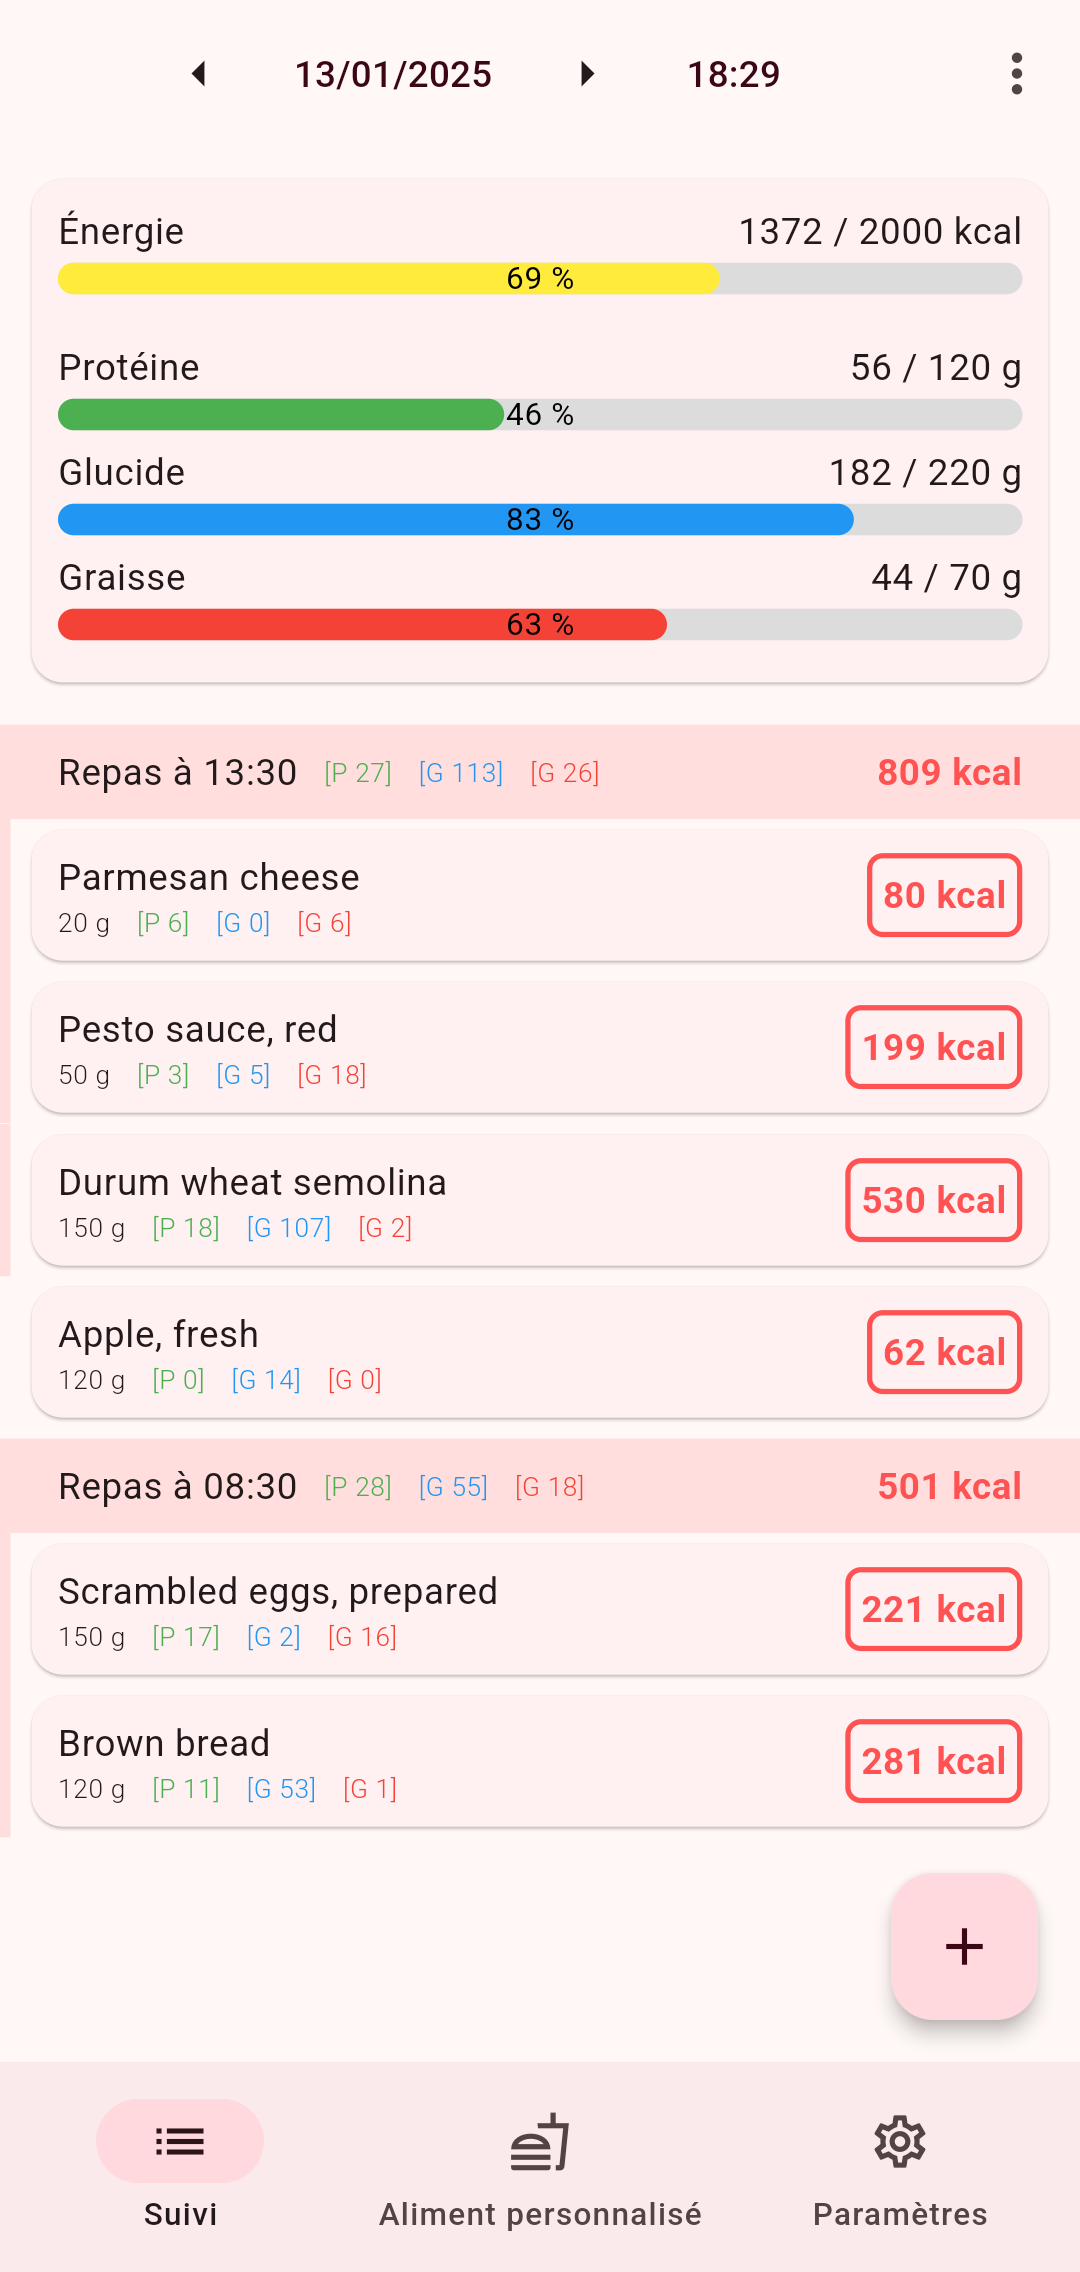 13/01/2025 18:29
Énergie 1372 / 2000 kcal
69 %
Protéine 56 / 120 g
46 %
Glucide 182 / 220 g
83 %
Graisse 44 / 70 g
63 %
Repas à 13:30 [P 27] [G 113] [G 26] 809 kcal
Parmesan cheese
20 g [P 6] [G 0] [G 6]
80 kcal
Pesto sauce, red
50 g [P 3] [G 5] [G 18]
199 kcal
Durum wheat semolina
150 g [P 18] [G 107] [G 2]
530 kcal
Apple, fresh
120 g [P 0] [G 14] [G 0]
62 kcal
Repas à 08:30 [P 28] [G 55] [G 18] 501 kcal
Scrambled eggs, prepared
150 g [P 17] [G 2] [G 16]
221 kcal
Brown bread
120 g [P 11] [G 53] [G 1]
281 kcal
Suivi Aliment personnalisé Paramètres